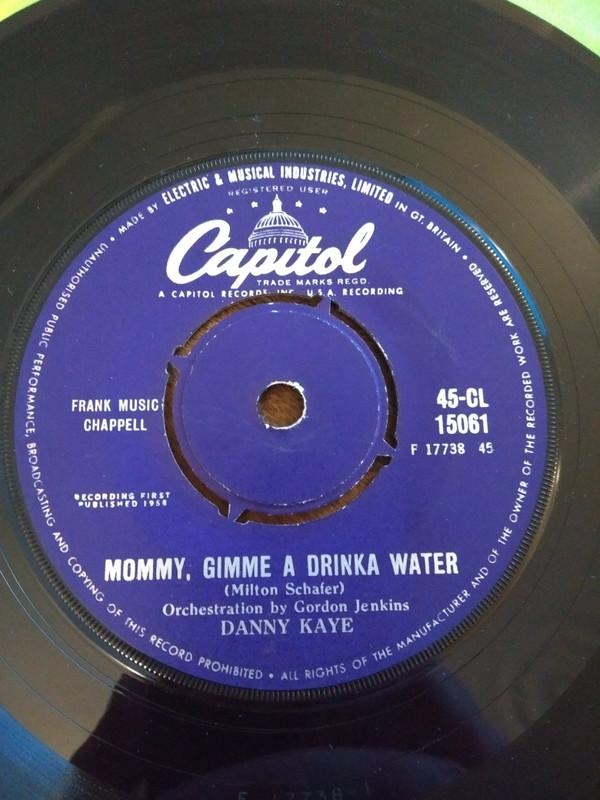 MADE BY ELECTRIC & MUSICAL INDUSTRIES, LIMITED IN GT. BRITAIN •
REGISTERED USER
Capitol
TRADE MARKS REGD.
A CAPITOL RECORDS, INC. U.S.A. RECORDING
FRANK MUSIC
CHAPPELL
45-CL
15061
F 17738 45
RECORDING FIRST
PUBLISHED 1958
MOMMY, GIMME A DRINKA WATER
(Milton Schafer)
Orchestration by Gordon Jenkins
DANNY KAYE
ALL RIGHTS OF THE MANUFACTURER AND OF THE OWNER OF THE RECORDED WORK ARE RESERVED •
UNAUTHORISED PUBLIC PERFORMANCE, BROADCASTING AND COPYING OF THIS RECORD PROHIBITED •
F 17738-1